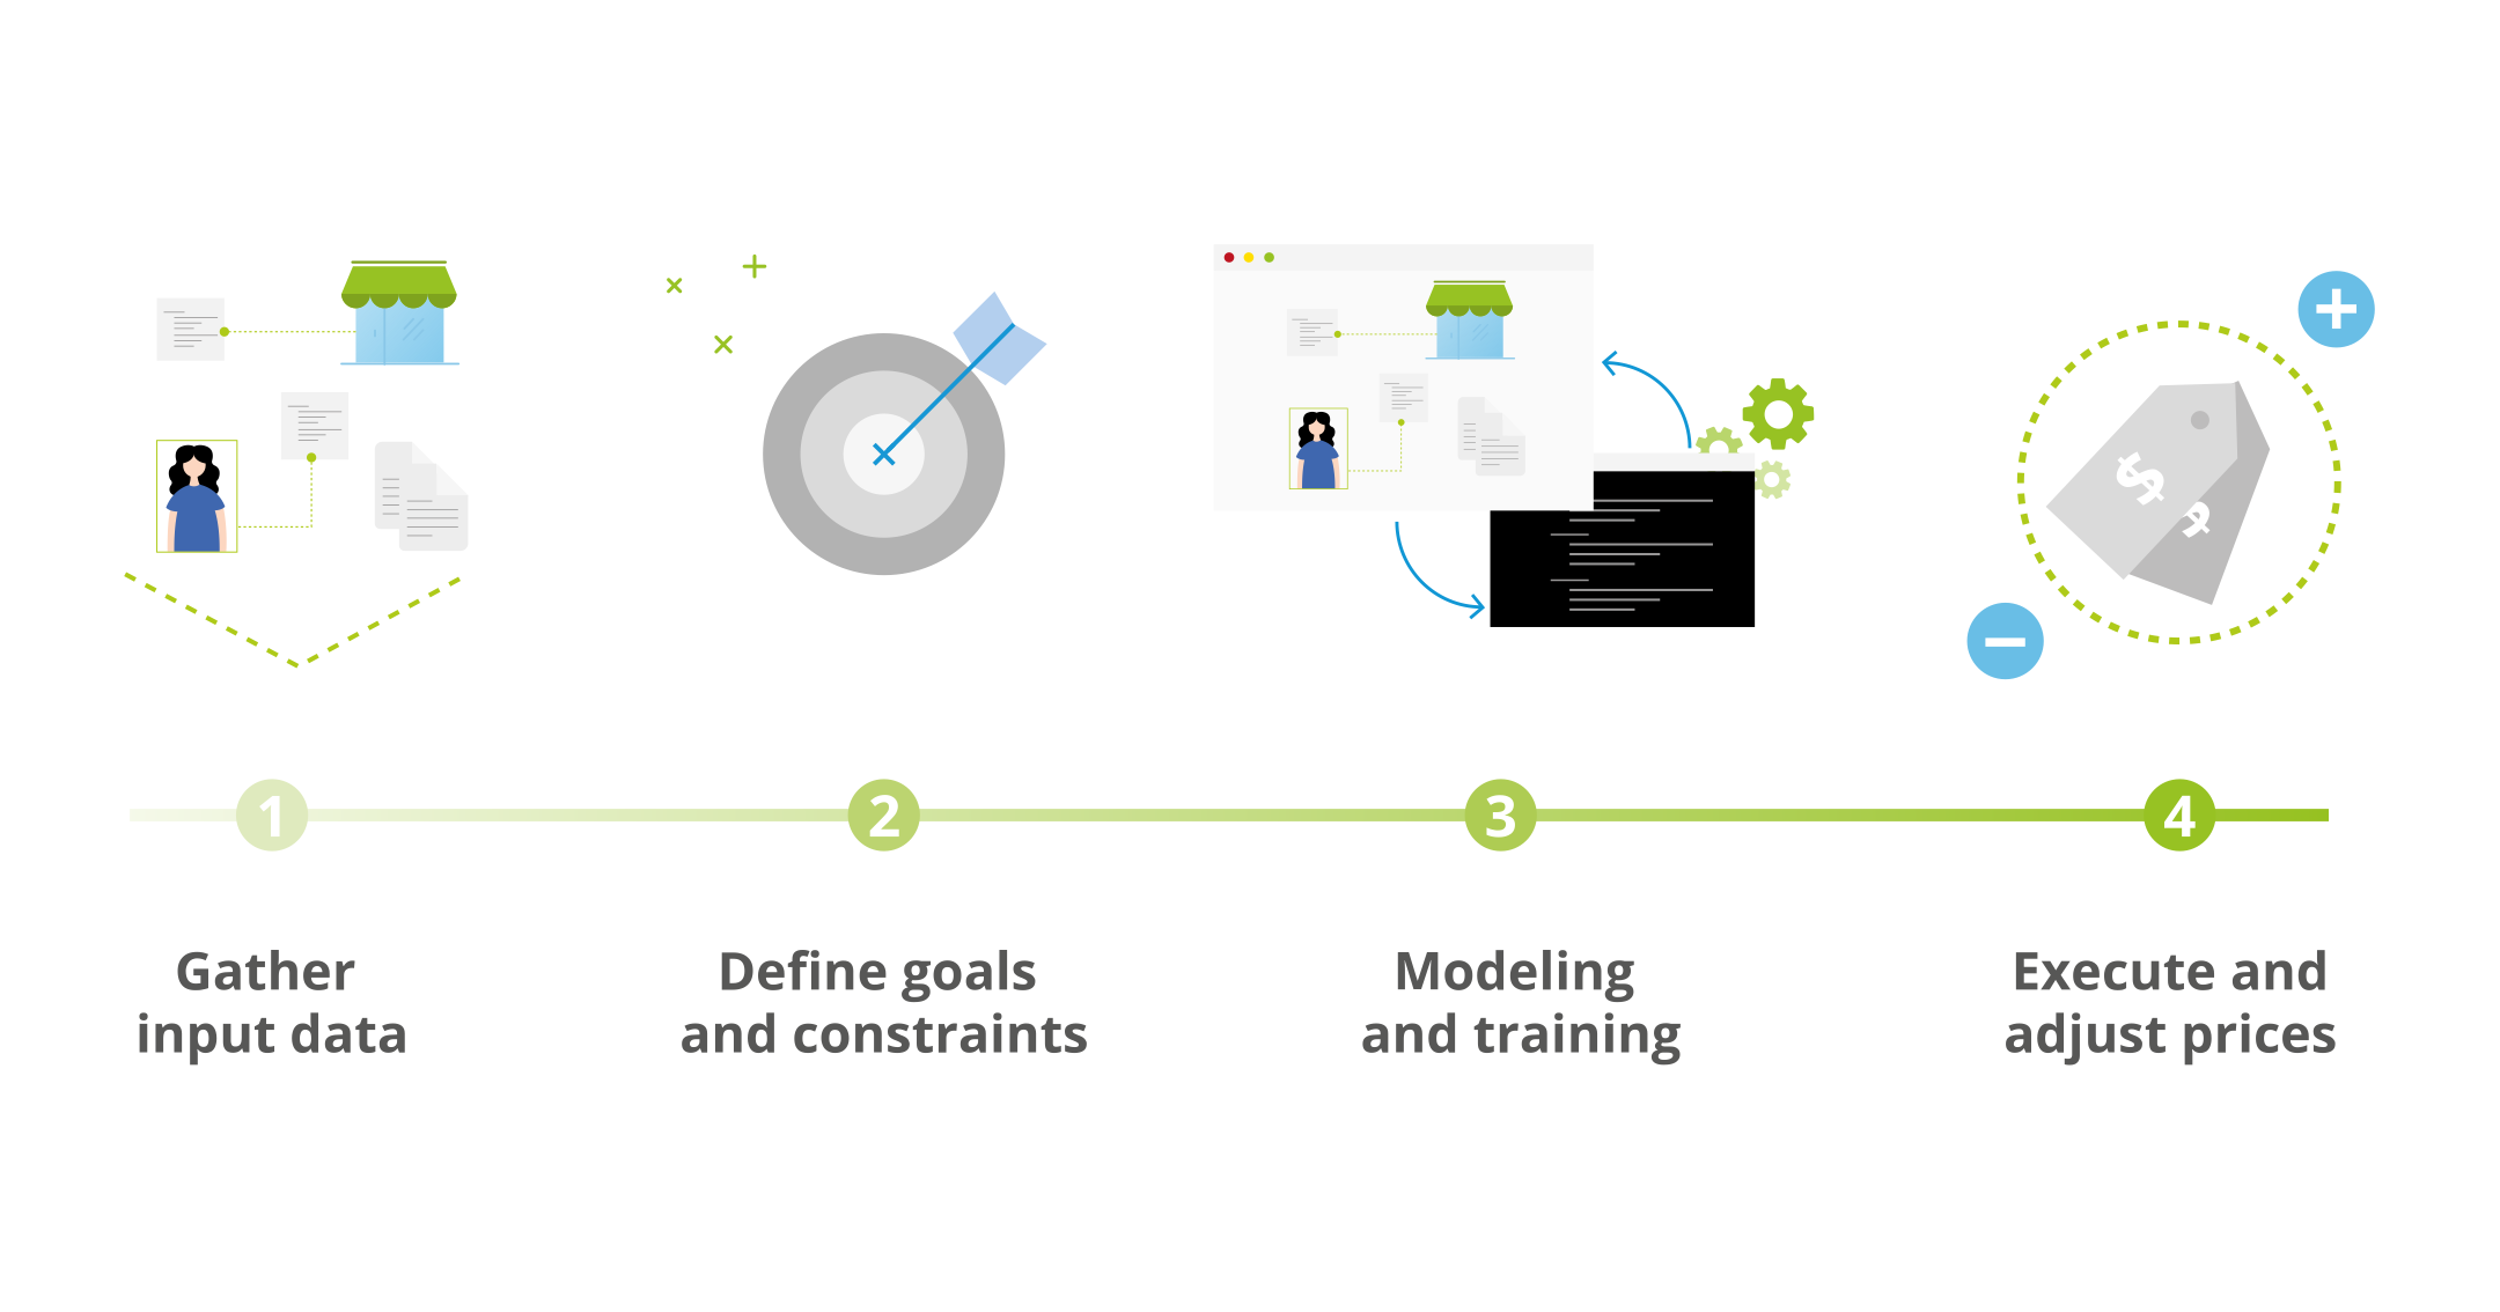 $
1
2
3
4
Gather
input data
Define goals
and constraints
Modeling
and training
Execute and
adjust prices